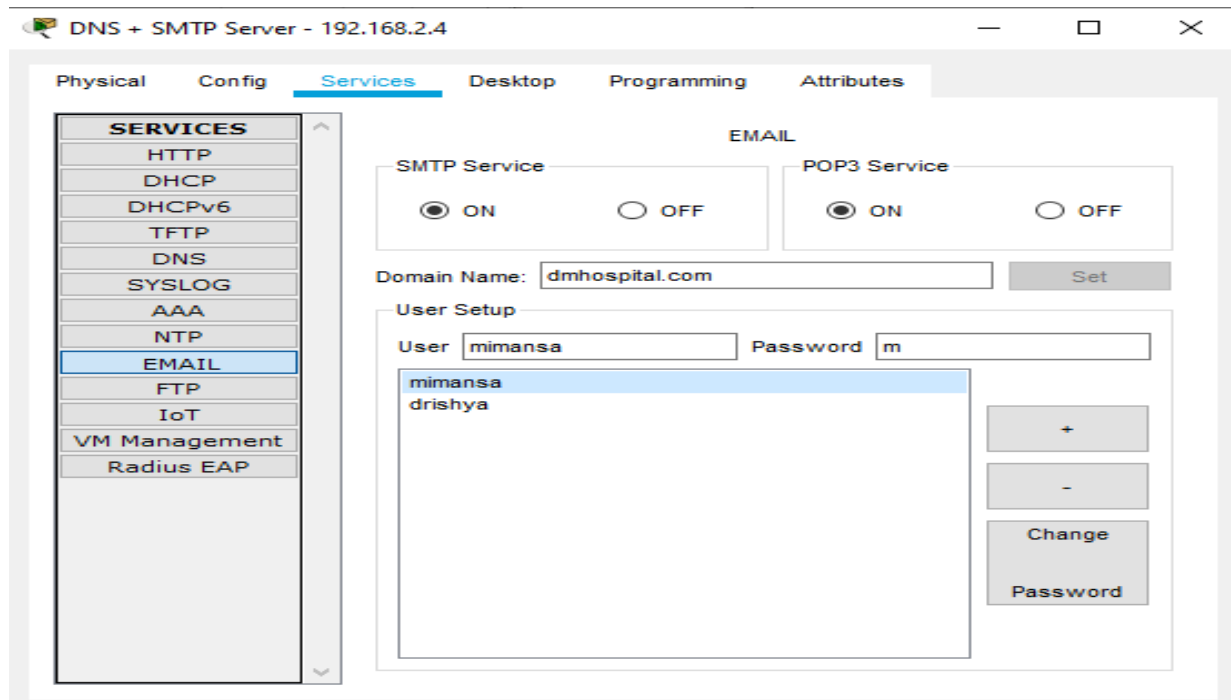 DNS + SMTP Server - 192.168.2.4
Physical Config Services Desktop Programming Attributes
SERVICES
HTTP
DHCP
DHCPv6
TFTP
DNS
SYSLOG
AAA
NTP
EMAIL
FTP
IoT
VM Management
Radius EAP
EMAIL
SMTP Service
ON OFF
POP3 Service
ON OFF
Domain Name: dmhospital.com Set
User Setup
User mimansa Password m
mimansa
drishya
+
-
Change
Password